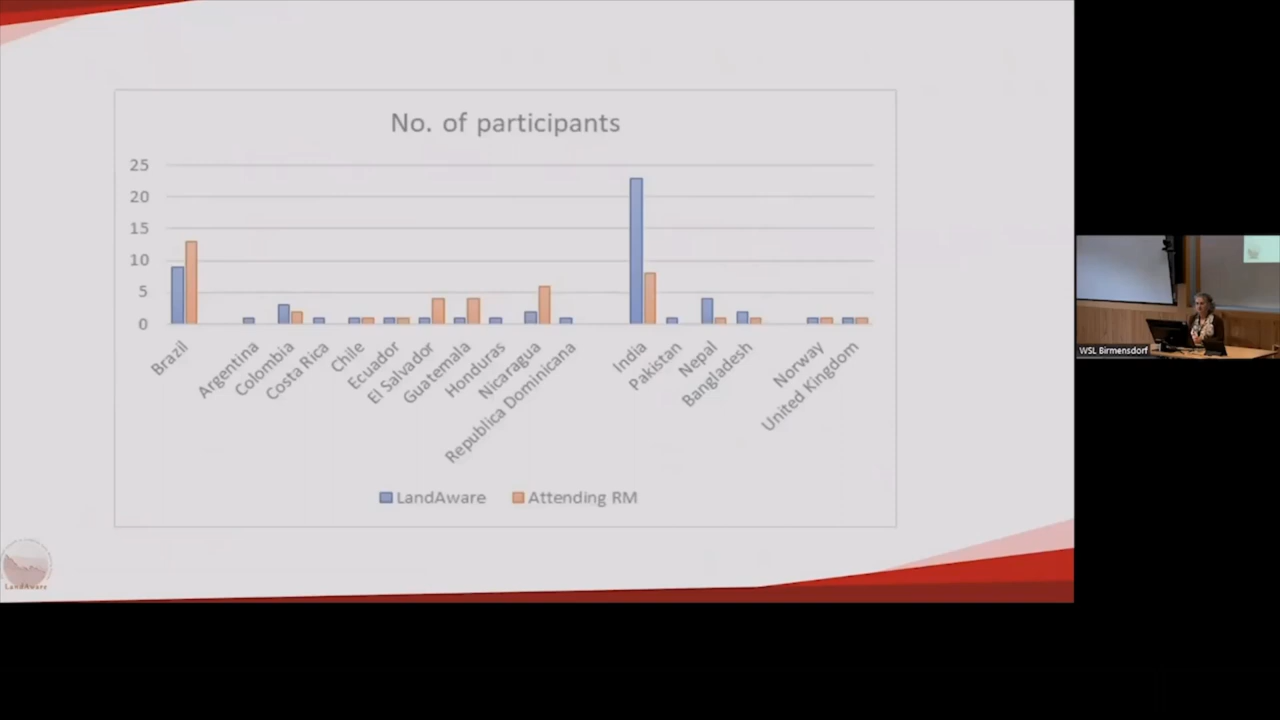 No. of participants
25
20
15
10
5
0
Brazil
Argentina
Colombia
Costa Rica
Chile
Ecuador
El Salvador
Guatemala
Honduras
Nicaragua
Republica Dominicana
India
Pakistan
Nepal
Bangladesh
Norway
United Kingdom
LandAware
Attending RM
LandAware
WSL Birmensdorf